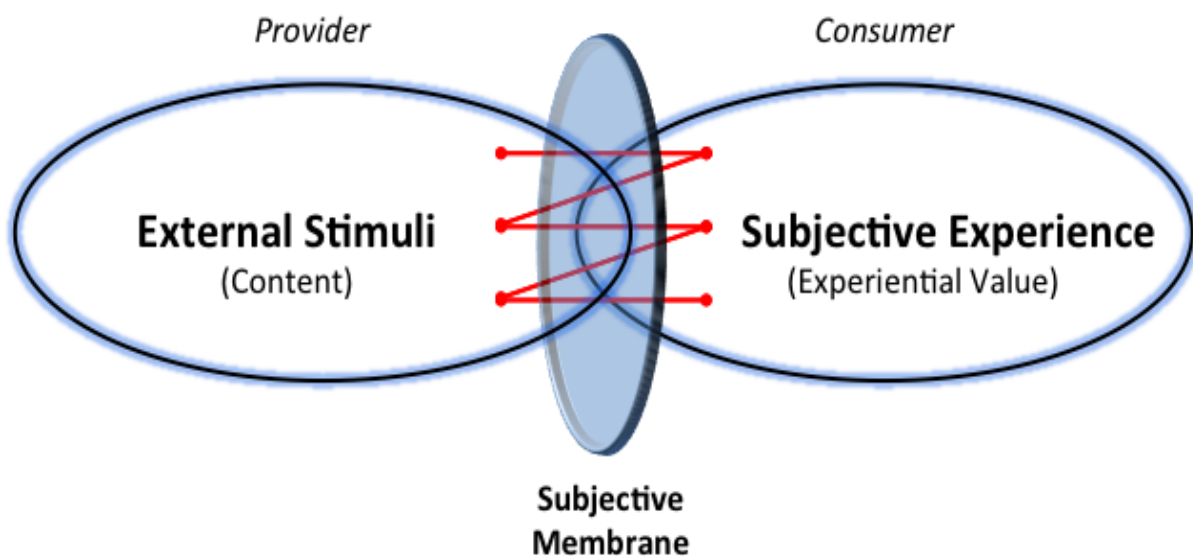 Provider
Consumer
External Stimuli
(Content)
Subjective Experience
(Experiential Value)
Subjective
Membrane